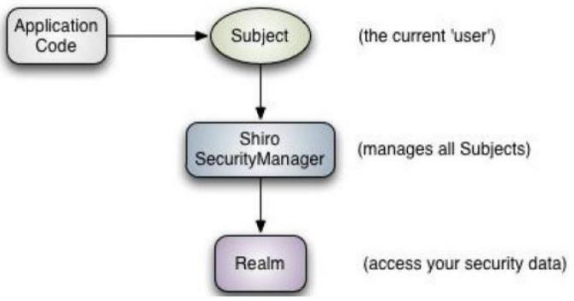 Application
Code
Subject
(the current 'user')
Shiro
SecurityManager
(manages all Subjects)
Realm
(access your security data)